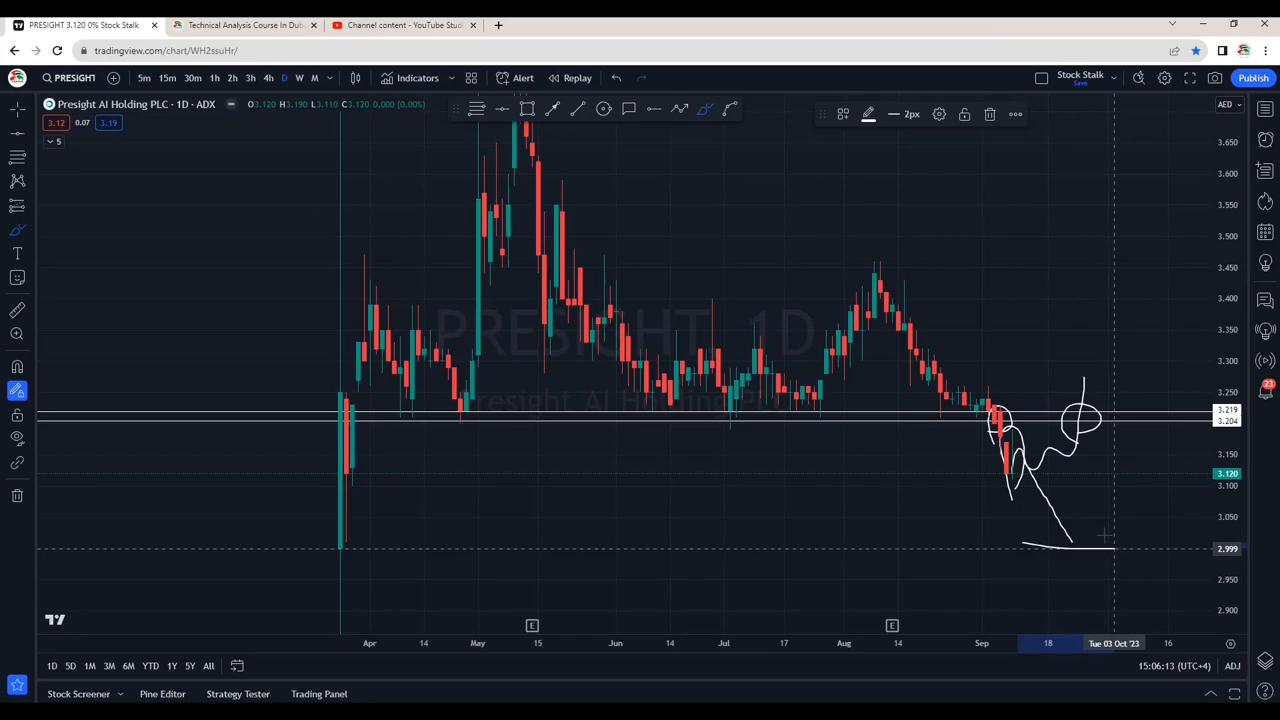 PRESIGHT 3.120 0% Stock Stalk
Technical Analysis Course In Dub
Channel content - YouTube Stud
tradingview.com/chart/WH2ssuHr/
PRESIGHT 5m 15m 30m 1h 2h 3h 4h D W M Indicators Alert Replay Stock Stalk Save Publish
Presight AI Holding PLC · 1D · ADX O3.120 H3.190 L3.110 C3.120 0.000 (0.00%)
AED
3.12 0.07 3.19
2px
5
3.650
3.600
3.550
3.500
3.450
3.400
3.350
3.300
3.250
3.219
3.204
3.150
3.120
3.100
3.050
2.999
2.950
2.900
PRESIGHT, 1D
Presight AI Holding PLC
23
E E
Apr 14 May 15 Jun 14 Jul 17 Aug 14 Sep 18 Tue 03 Oct '23 16
1D 5D 1M 3M 6M YTD 1Y 5Y All 15:06:13 (UTC+4) ADJ
Stock Screener Pine Editor Strategy Tester Trading Panel